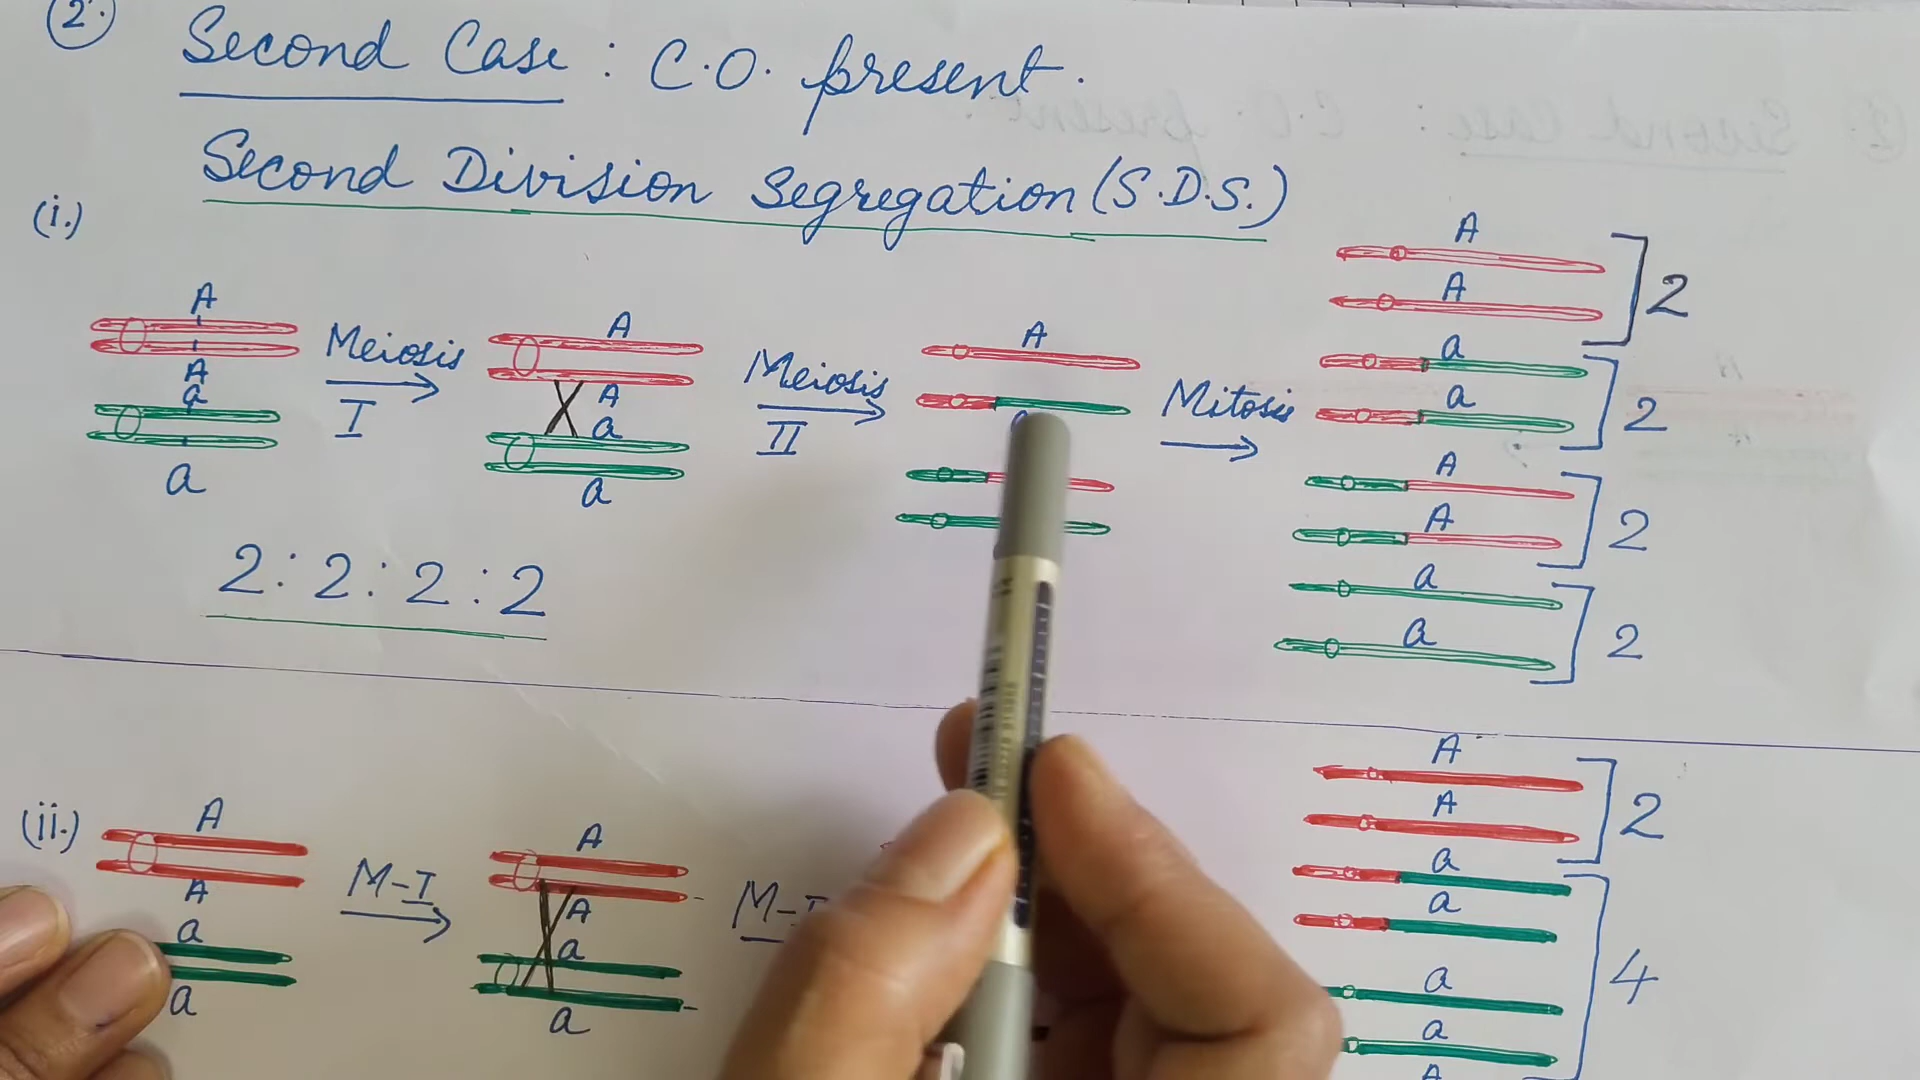 2.
Second Case : C.O. present.
Second Division Segregation (S.D.S.)
(i.)
A
A
a
a
Meiosis
I
A
A
a
a
Meiosis
II
A
Mitosis
A
A
2
a
a
2
A
A
2
a
a
2
2 : 2 : 2 : 2
(ii.)
A
A
a
a
M-I
A
A
a
a
A
A
2
a
a
a
a
4
A